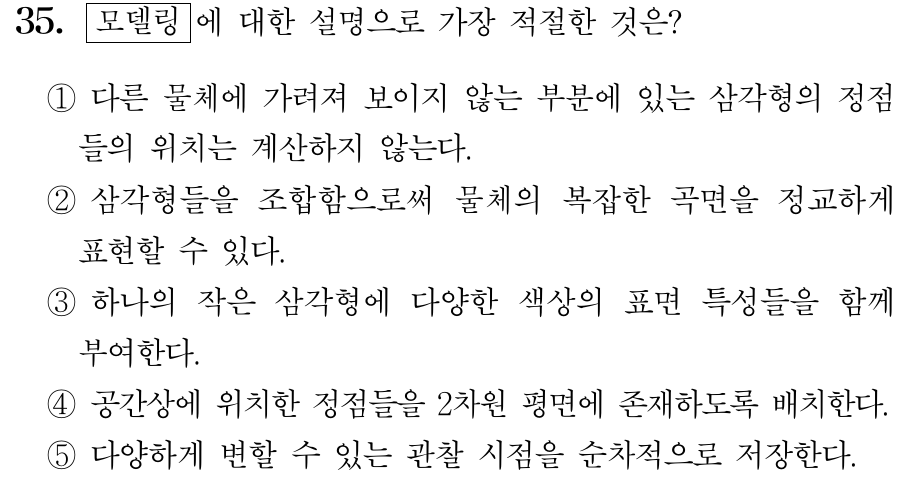 35. 모델링 에 대한 설명으로 가장 적절한 것은?
① 다른 물체에 가려져 보이지 않는 부분에 있는 삼각형의 정점
들의 위치는 계산하지 않는다.
② 삼각형들을 조합함으로써 물체의 복잡한 곡면을 정교하게
표현할 수 있다.
③ 하나의 작은 삼각형에 다양한 색상의 표면 특성들을 함께
부여한다.
④ 공간상에 위치한 정점들을 2차원 평면에 존재하도록 배치한다.
⑤ 다양하게 변할 수 있는 관찰 시점을 순차적으로 저장한다.